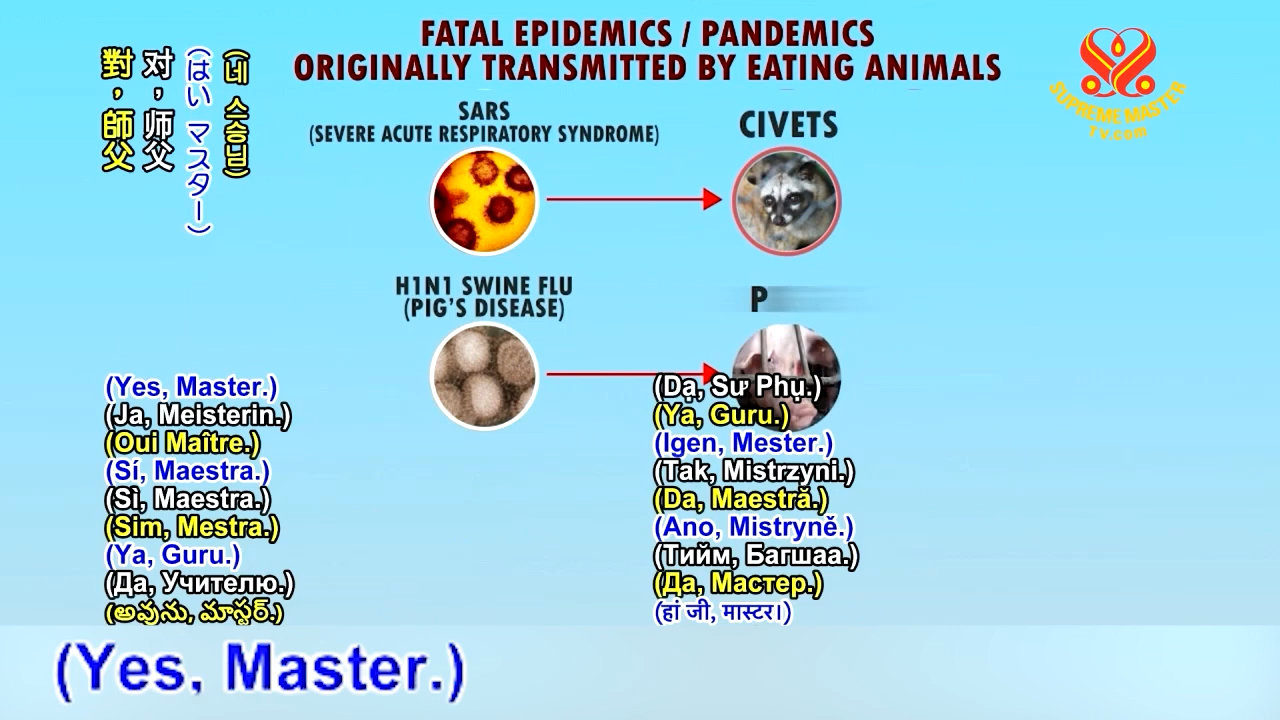 FATAL EPIDEMICS / PANDEMICS
ORIGINALLY TRANSMITTED BY EATING ANIMALS
SUPREME MASTER
TV.com
對，師父
对，师父
(はい マスター)
(네 스승님)
SARS
(SEVERE ACUTE RESPIRATORY SYNDROME)
CIVETS
H1N1 SWINE FLU
(PIG'S DISEASE)
P
(Yes, Master.)
(Ja, Meisterin.)
(Oui Maître.)
(Sí, Maestra.)
(Sì, Maestra.)
(Sim, Mestra.)
(Ya, Guru.)
(Да, Учителю.)
(అవును, మాస్టర్.)
(Dạ, Sư Phụ.)
(Ya, Guru.)
(Igen, Mester.)
(Tak, Mistrzyni.)
(Da, Maestră.)
(Ano, Mistryně.)
(Тийм, Багшаа.)
(Да, Мастер.)
(हां जी, मास्टर।)
(Yes, Master.)